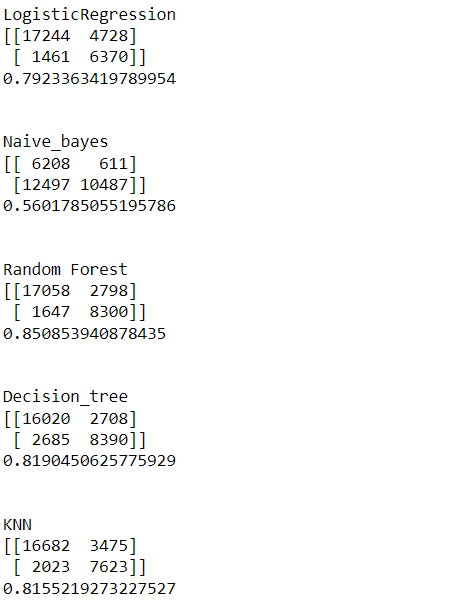 LogisticRegression
[[17244  4728]
 [ 1461  6370]]
0.7923363419789954
Naive_bayes
[[ 6208   611]
 [12497 10487]]
0.5601785055195786
Random Forest
[[17058  2798]
 [ 1647  8300]]
0.850853940878435
Decision_tree
[[16020  2708]
 [ 2685  8390]]
0.8190450625775929
KNN
[[16682  3475]
 [ 2023  7623]]
0.8155219273227527